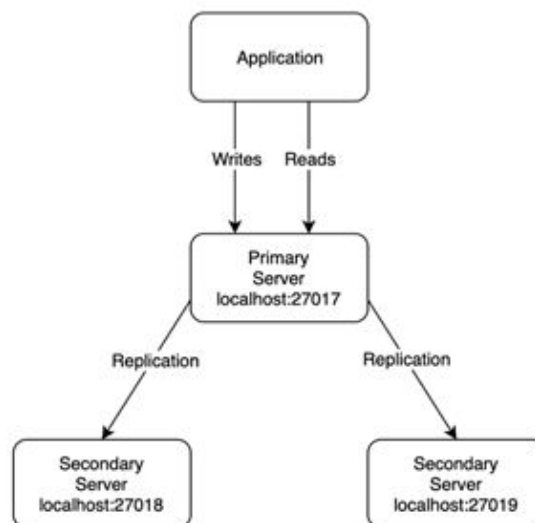 Application
Writes
Reads
Primary
Server
localhost:27017
Replication
Replication
Secondary
Server
localhost:27018
Secondary
Server
localhost:27019